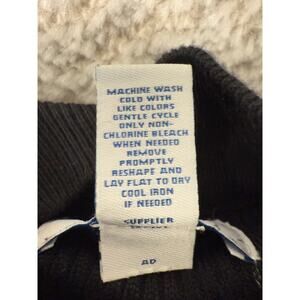 MACHINE WASH
COLD WITH
LIKE COLORS
GENTLE CYCLE
ONLY NON-
CHLORINE BLEACH
WHEN NEEDED
REMOVE
PROMPTLY
RESHAPE AND
LAY FLAT TO DRY
COOL IRON
IF NEEDED
SUPPLIER
AD